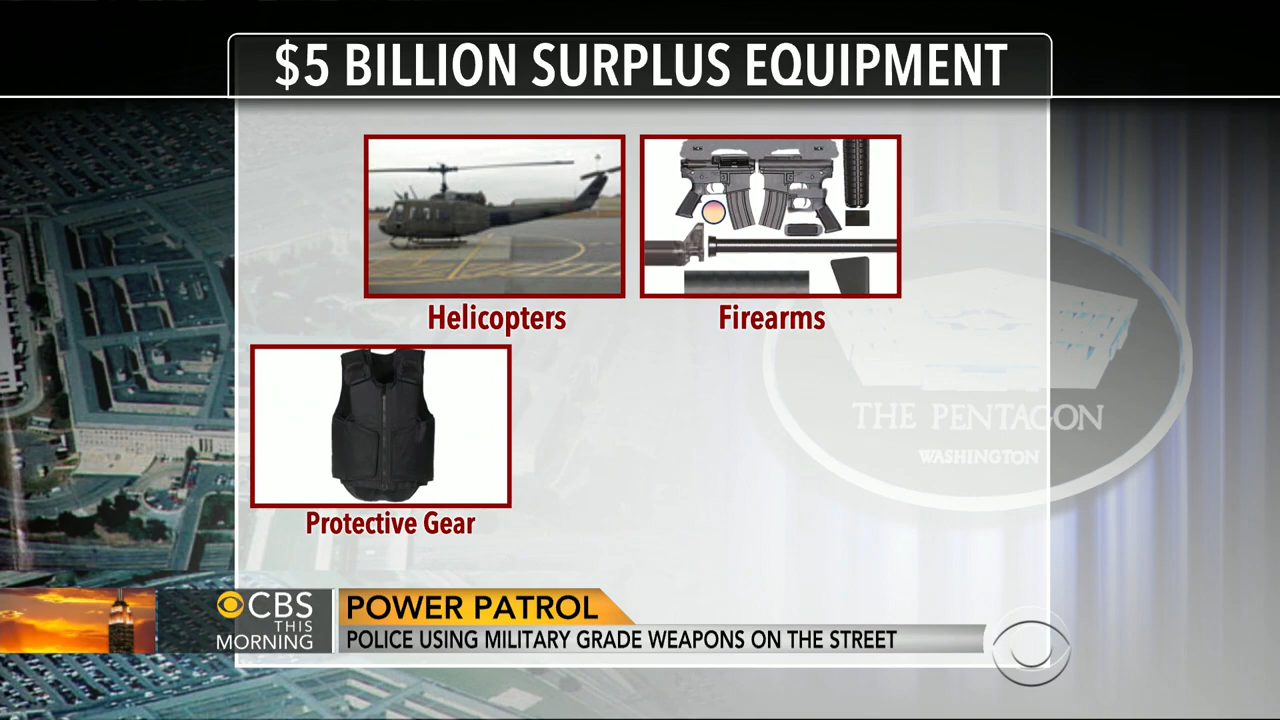 $5 BILLION SURPLUS EQUIPMENT
Helicopters
Firearms
Protective Gear
THE PENTAGON
WASHINGTON
CBS
THIS
MORNING
POWER PATROL
POLICE USING MILITARY GRADE WEAPONS ON THE STREET